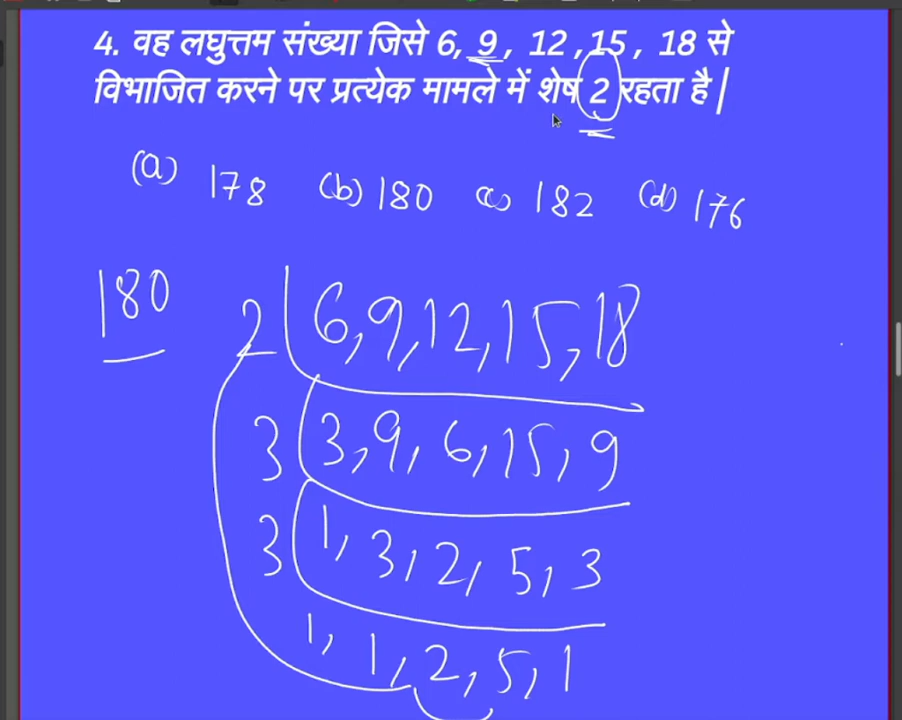 4. वह लघुत्तम संख्या जिसे 6, 9, 12, 15, 18 से
विभाजित करने पर प्रत्येक मामले में शेष 2 रहता है|
(a) 178 (b) 180 (c) 182 (d) 176
180
2 6,9,12,15,18
3 3,9,6,15,9
3 1,3,2,5,3
1,1,2,5,1